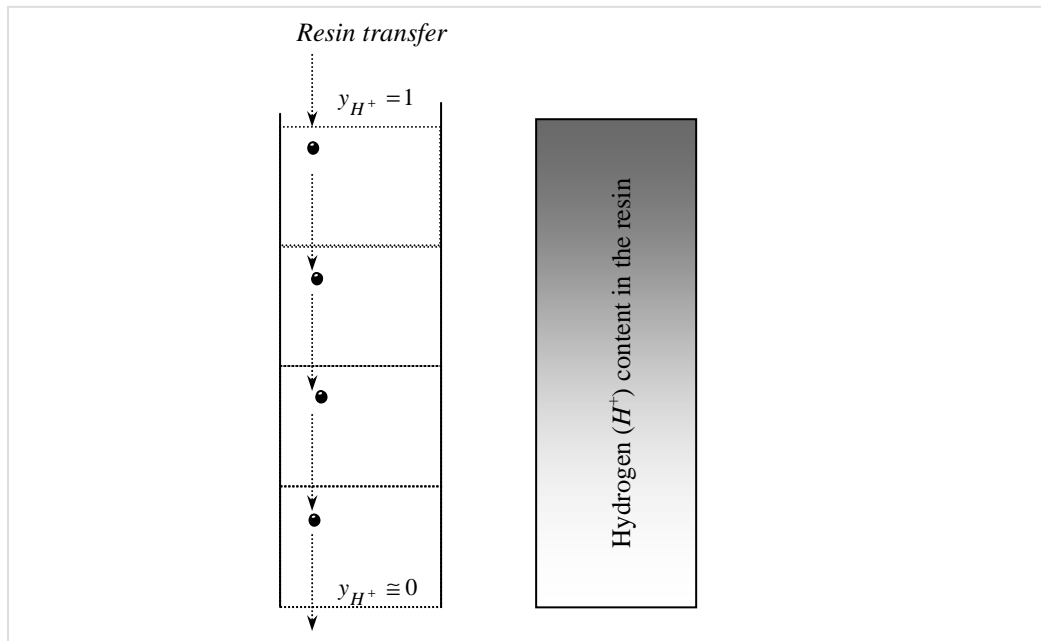 Resin transfer
y_{H^+} = 1
Hydrogen (H^+) content in the resin
y_{H^+} ≅ 0